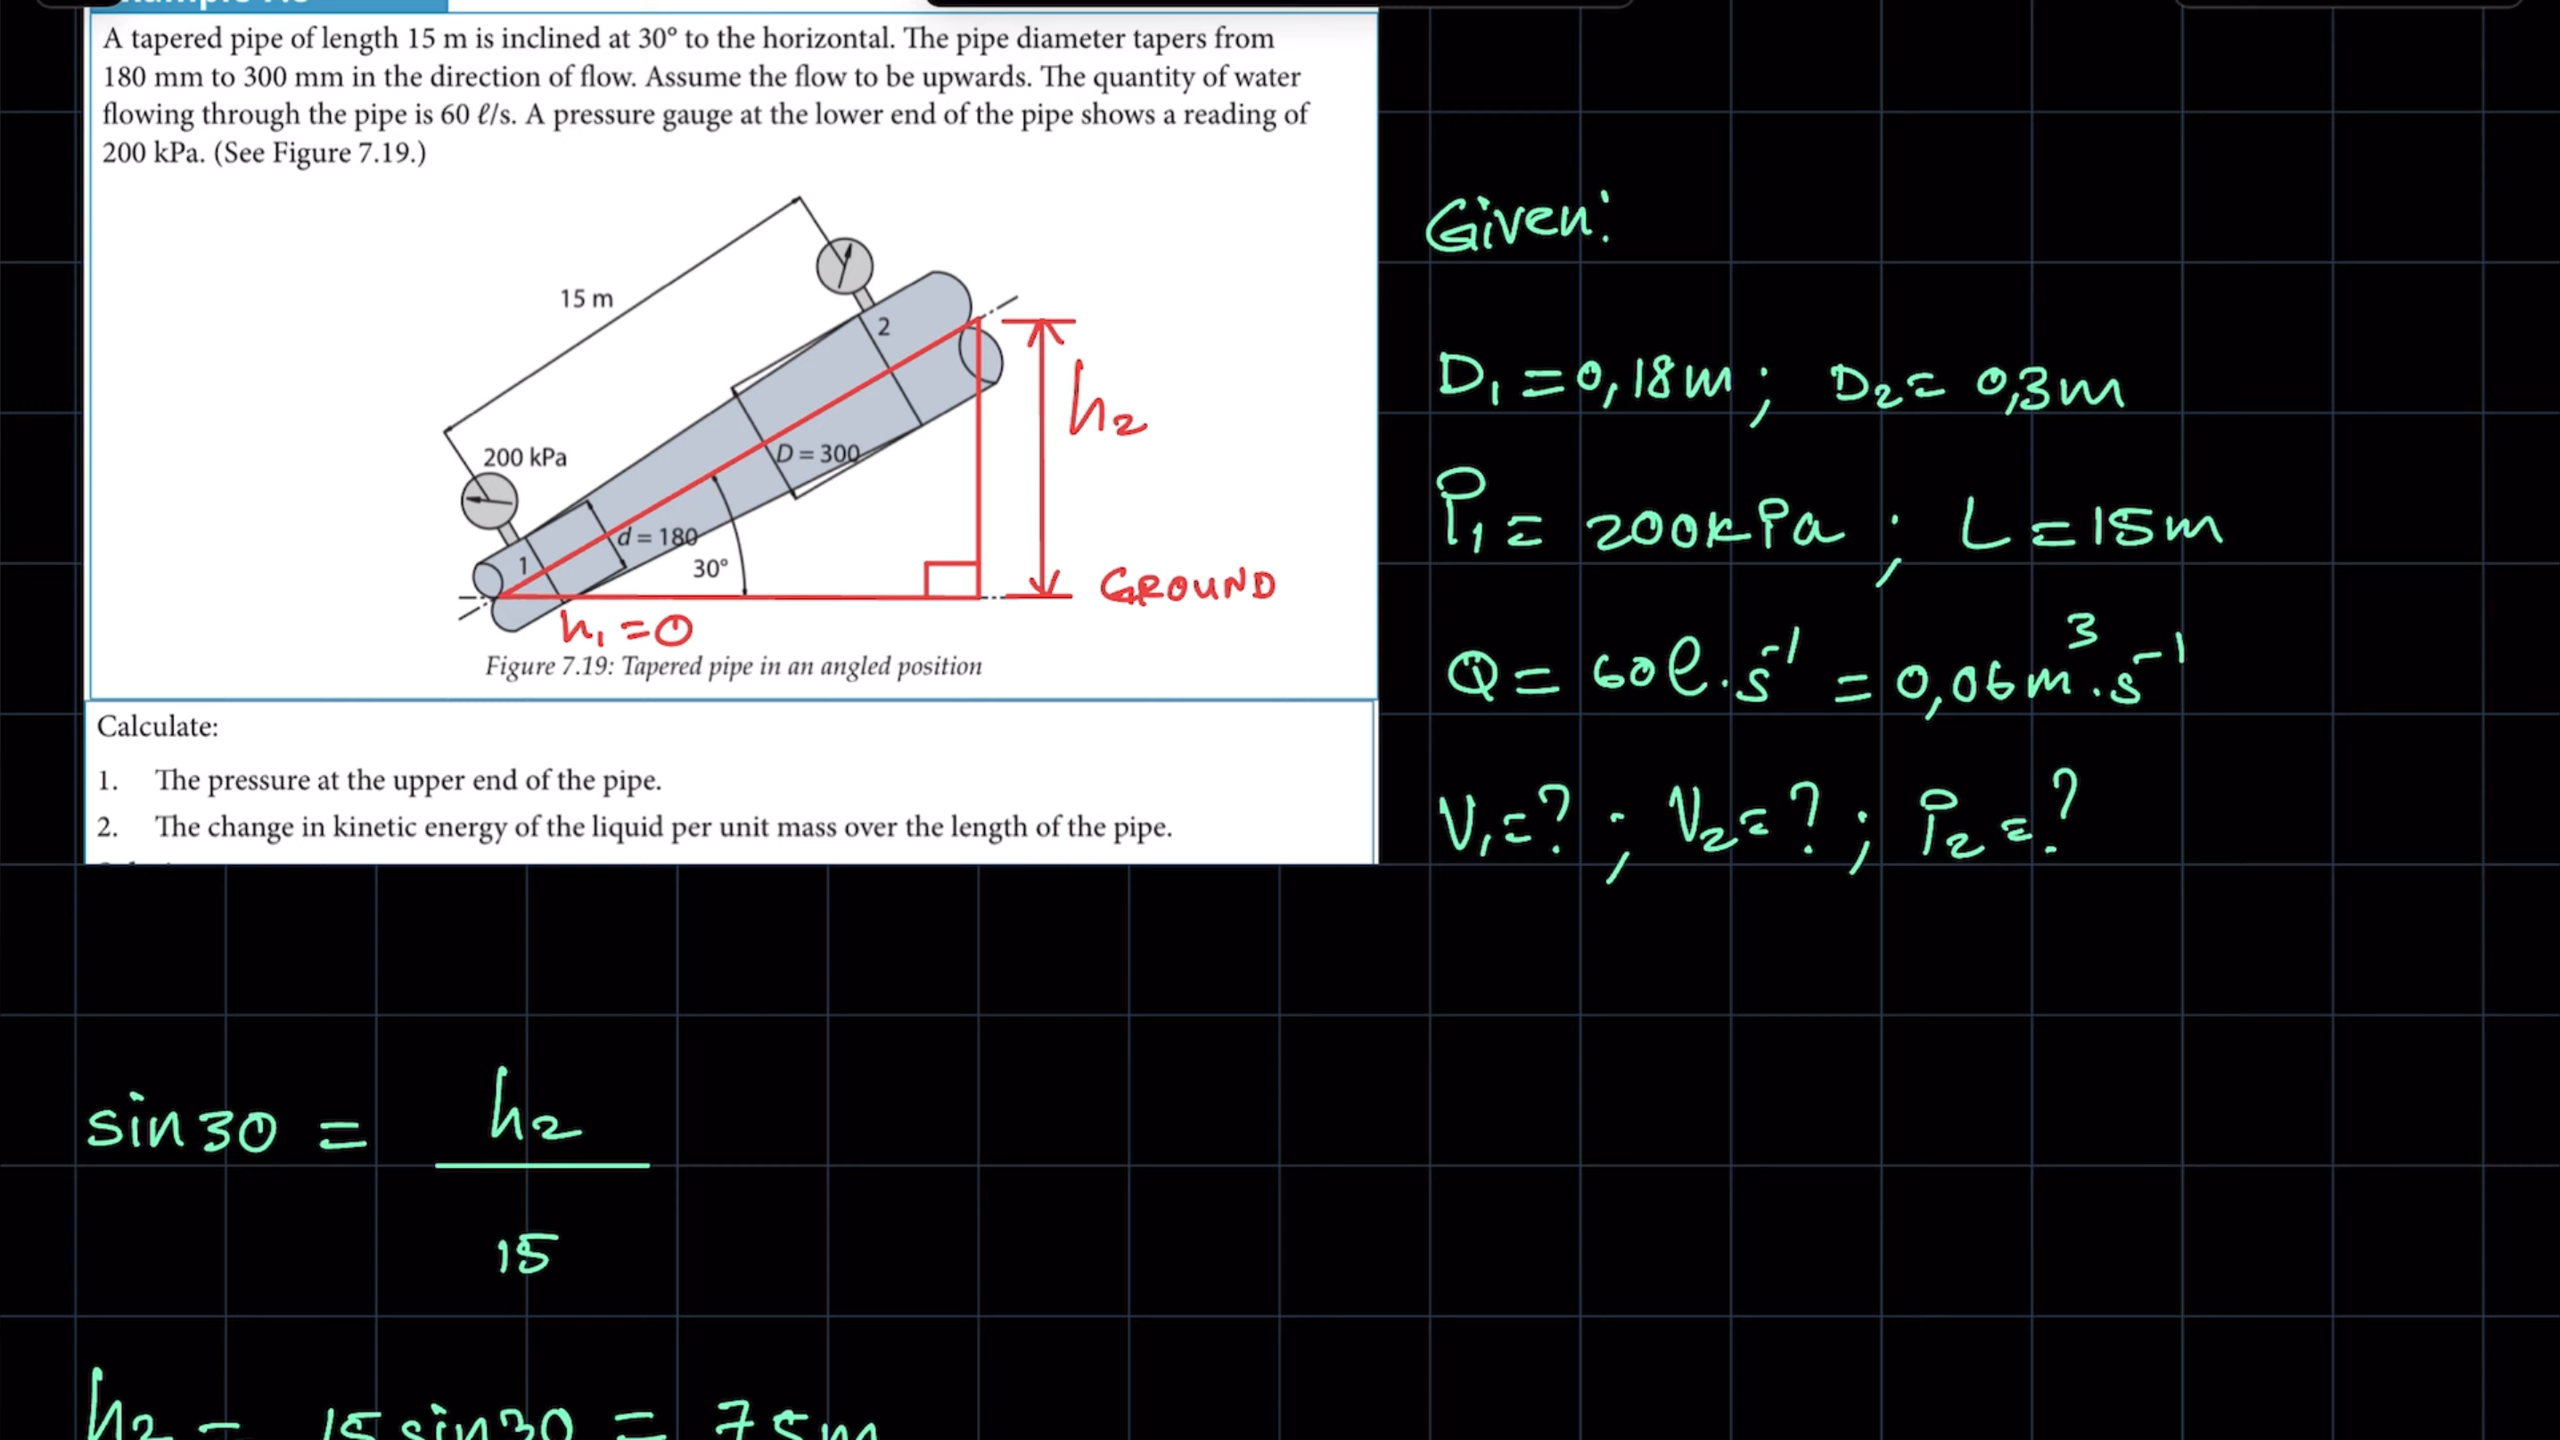 A tapered pipe of length 15 m is inclined at 30° to the horizontal. The pipe diameter tapers from
180 mm to 300 mm in the direction of flow. Assume the flow to be upwards. The quantity of water
flowing through the pipe is 60 ℓ/s. A pressure gauge at the lower end of the pipe shows a reading of
200 kPa. (See Figure 7.19.)
15 m
2
200 kPa
D = 300
d = 180
1
30°
h₂
GROUND
h₁ = 0
Figure 7.19: Tapered pipe in an angled position
Calculate:
1. The pressure at the upper end of the pipe.
2. The change in kinetic energy of the liquid per unit mass over the length of the pipe.
Given:
D₁ = 0,18m ; D₂ = 0,3m
P₁ = 200kPa ; L = 15m
Q = 60ℓ.s⁻¹ = 0,06m³.s⁻¹
V₁ = ? ; V₂ = ? ; P₂ = ?
sin30 = h₂
15
h₂ = 15sin30 =